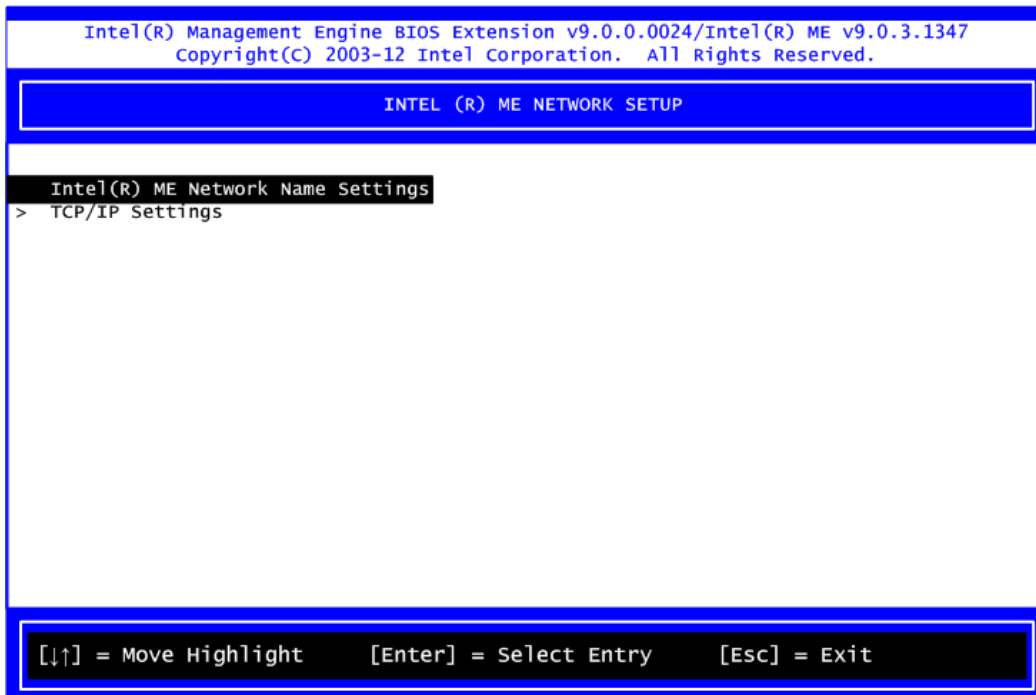 Intel(R) Management Engine BIOS Extension v9.0.0.0024/Intel(R) ME v9.0.3.1347
Copyright(C) 2003-12 Intel Corporation. All Rights Reserved.
INTEL (R) ME NETWORK SETUP
Intel(R) ME Network Name Settings
> TCP/IP Settings
[↓↑] = Move Highlight [Enter] = Select Entry [Esc] = Exit